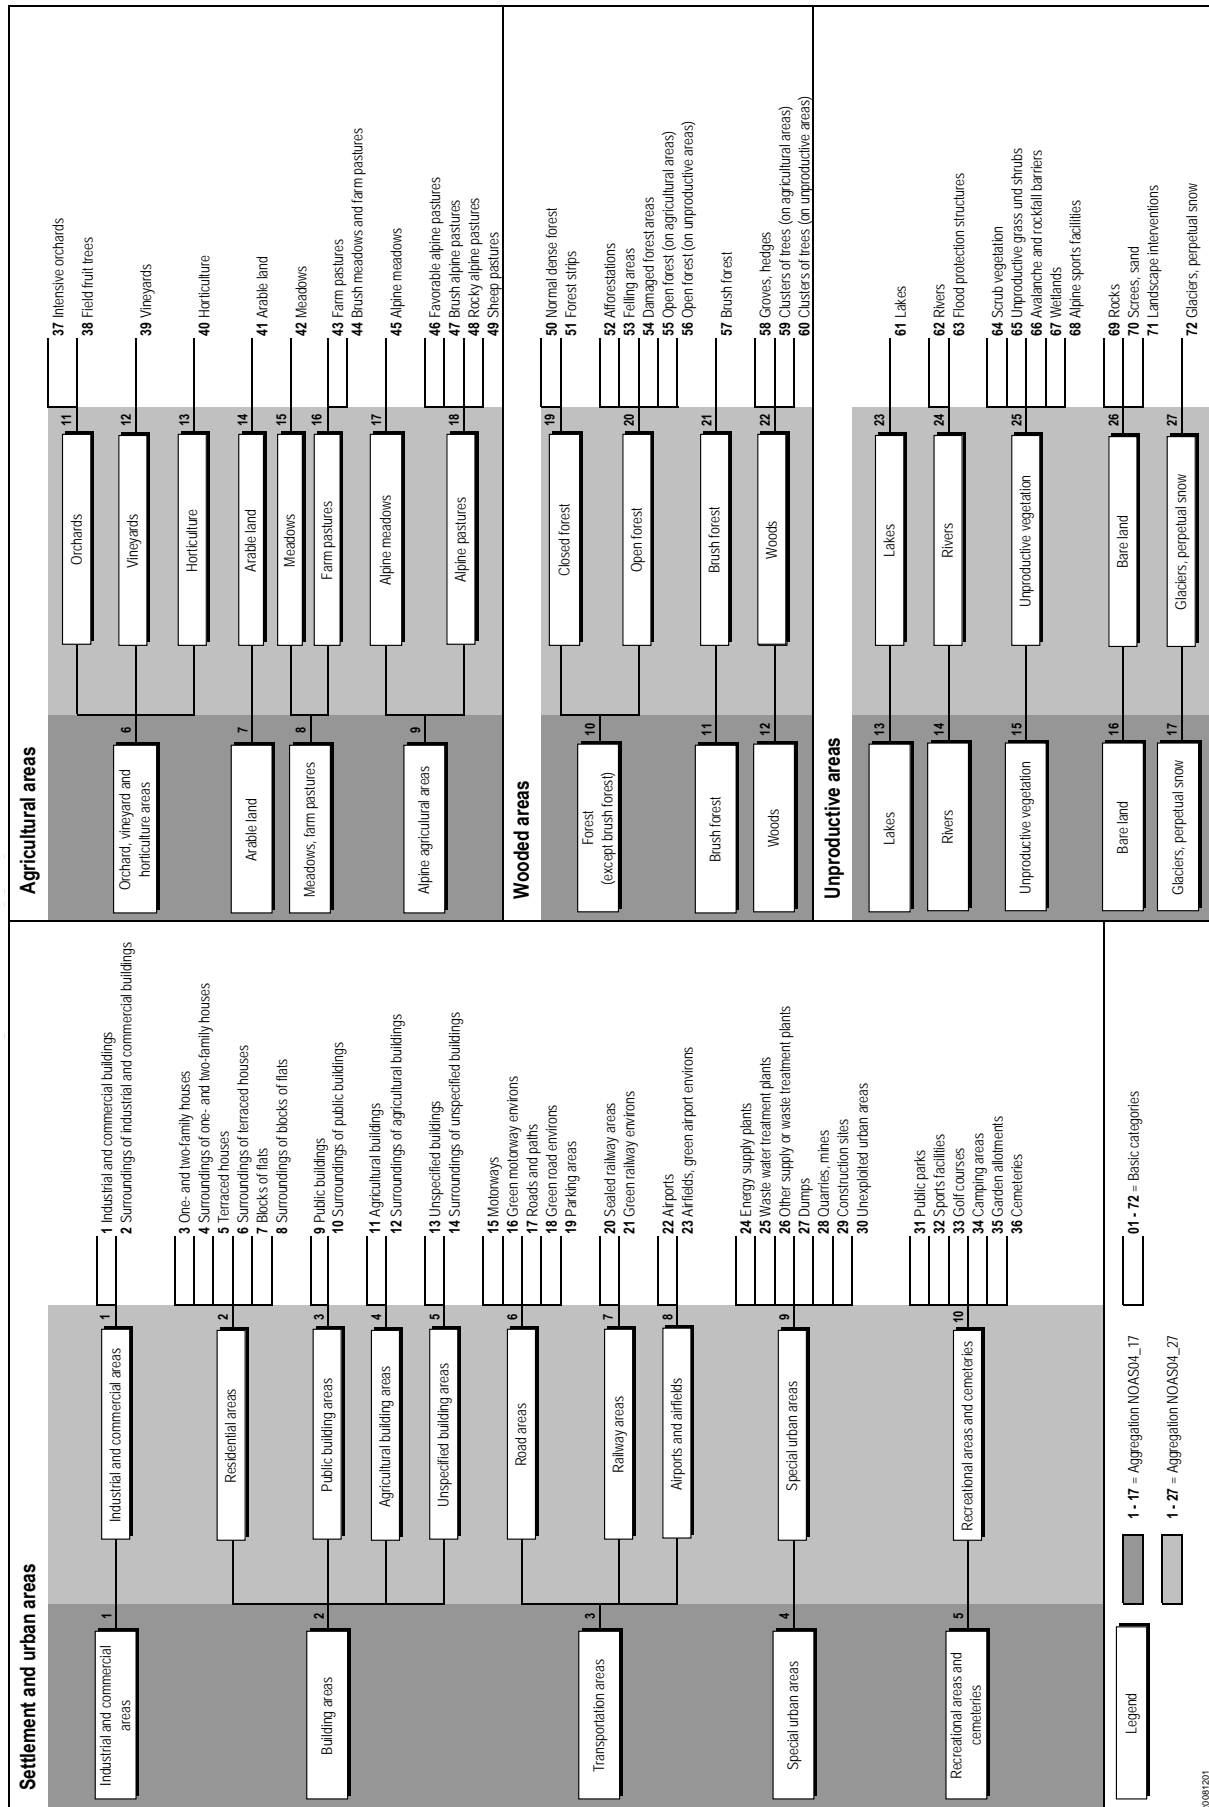 Settlement and urban areas
Industrial and commercial
areas
1
Industrial and commercial areas
1
1 Industrial and commercial buildings
2 Surroundings of industrial and commercial buildings
Building areas
2
Residential areas
2
3 One- and two-family houses
4 Surroundings of one- and two-family houses
5 Terraced houses
6 Surroundings of terraced houses
7 Blocks of flats
8 Surroundings of blocks of flats
Public building areas
3
9 Public buildings
10 Surroundings of public buildings
Agricultural building areas
4
11 Agricultural buildings
12 Surroundings of agricultural buildings
Unspecified building areas
5
13 Unspecified buildings
14 Surroundings of unspecified buildings
Transportation areas
3
Road areas
6
15 Motorways
16 Green motorway environs
17 Roads and paths
18 Green road environs
19 Parking areas
Railway areas
7
20 Sealed railway areas
21 Green railway environs
Airports and airfields
8
22 Airports
23 Airfields, green airport environs
Special urban areas
4
Special urban areas
9
24 Energy supply plants
25 Waste water treatment plants
26 Other supply or waste treatment plants
27 Dumps
28 Quarries, mines
29 Construction sites
30 Unexploited urban areas
Recreational areas and
cemeteries
5
Recreational areas and cemeteries
10
31 Public parks
32 Sports facilities
33 Golf courses
34 Camping areas
35 Garden allotments
36 Cemeteries
Legend
1 - 17 = Aggregation NOAS04_17
01 - 72 = Basic categories
1 - 27 = Aggregation NOAS04_27
Agricultural areas
Orchard, vineyard and
horticulture areas
6
Orchards
11
37 Intensive orchards
38 Field fruit trees
Vineyards
12
39 Vineyards
Horticulture
13
40 Horticulture
Arable land
7
Arable land
14
41 Arable land
Meadows, farm pastures
8
Meadows
15
42 Meadows
Farm pastures
16
43 Farm pastures
44 Brush meadows and farm pastures
Alpine agricultural areas
9
Alpine meadows
17
45 Alpine meadows
Alpine pastures
18
46 Favorable alpine pastures
47 Brush alpine pastures
48 Rocky alpine pastures
49 Sheep pastures
Wooded areas
Forest
(except brush forest)
10
Closed forest
19
50 Normal dense forest
51 Forest strips
Open forest
20
52 Afforestations
53 Felling areas
54 Damaged forest areas
55 Open forest (on agricultural areas)
56 Open forest (on unproductive areas)
Brush forest
11
Brush forest
21
57 Brush forest
Woods
12
Woods
22
58 Groves, hedges
59 Clusters of trees (on agricultural areas)
60 Clusters of trees (on unproductive areas)
Unproductive areas
Lakes
13
Lakes
23
61 Lakes
Rivers
14
Rivers
24
62 Rivers
63 Flood protection structures
Unproductive vegetation
15
Unproductive vegetation
25
64 Scrub vegetation
65 Unproductive grass und shrubs
66 Avalanche and rockfall barriers
67 Wetlands
68 Alpine sports facilities
Bare land
16
Bare land
26
69 Rocks
70 Screes, sand
71 Landscape interventions
Glaciers, perpetual snow
17
Glaciers, perpetual snow
27
72 Glaciers, perpetual snow